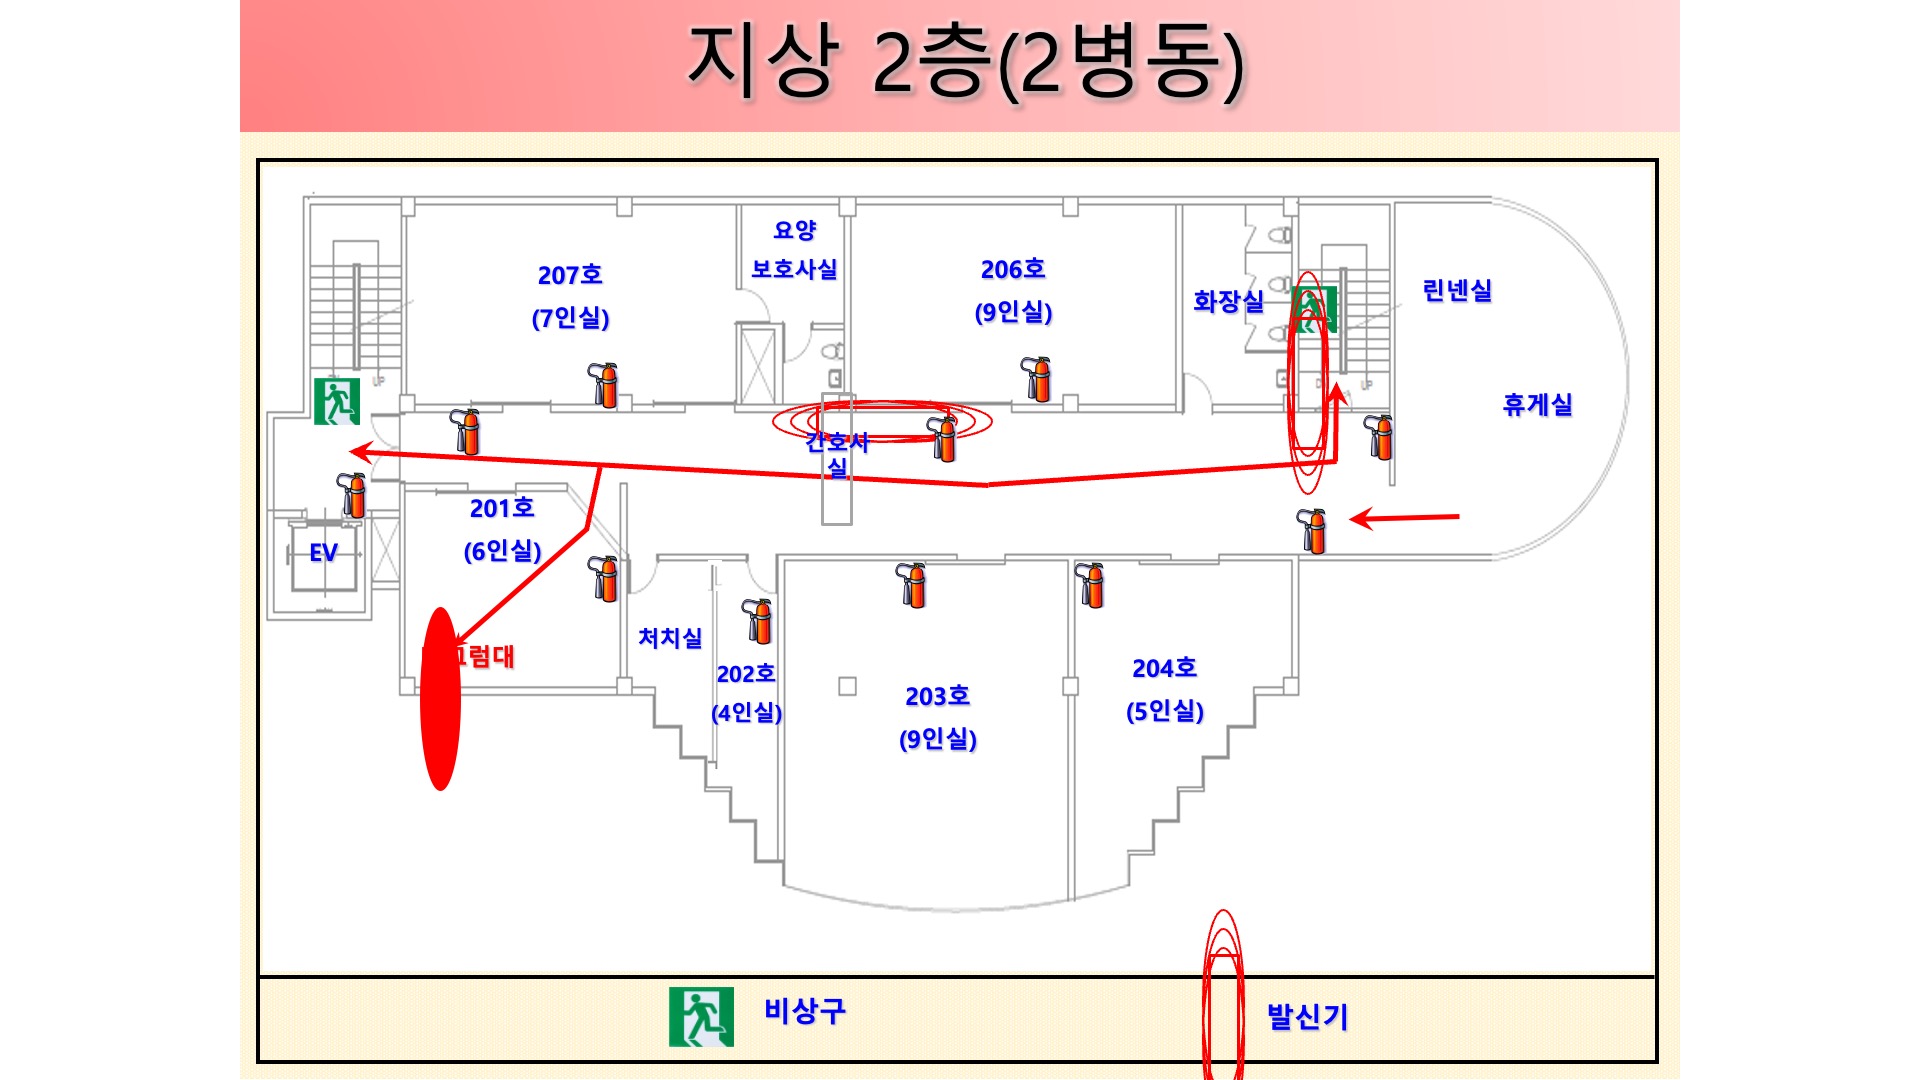 지상 2층(2병동)
207호
(7인실)
요양
보호사실
206호
(9인실)
화장실
린넨실
휴게실
UP
UP
간호사
실
201호
(6인실)
EV
그럼대
처치실
202호
(4인실)
203호
(9인실)
204호
(5인실)
비상구
발신기